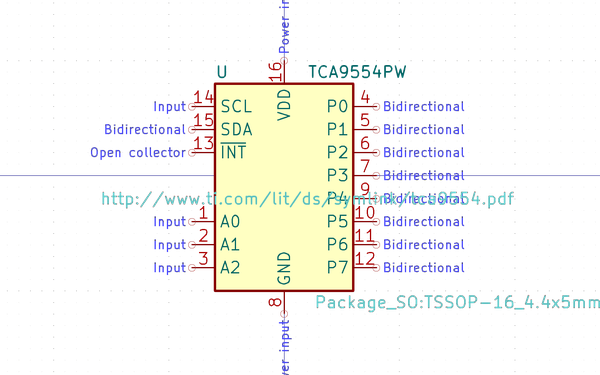 Power in
16
U TCA9554PW
VDD
Input 14 SCL P0 4 Bidirectional
Bidirectional 15 SDA P1 5 Bidirectional
Open collector 13 INT P2 6 Bidirectional
P3 7 Bidirectional
P4 9 Bidirectional
http://www.ti.com/lit/ds/symlink/tca9554.pdf
Input 1 A0 P5 10 Bidirectional
Input 2 A1 P6 11 Bidirectional
Input 3 A2 P7 12 Bidirectional
GND
8
Package_SO:TSSOP-16_4.4x5mm
wer input